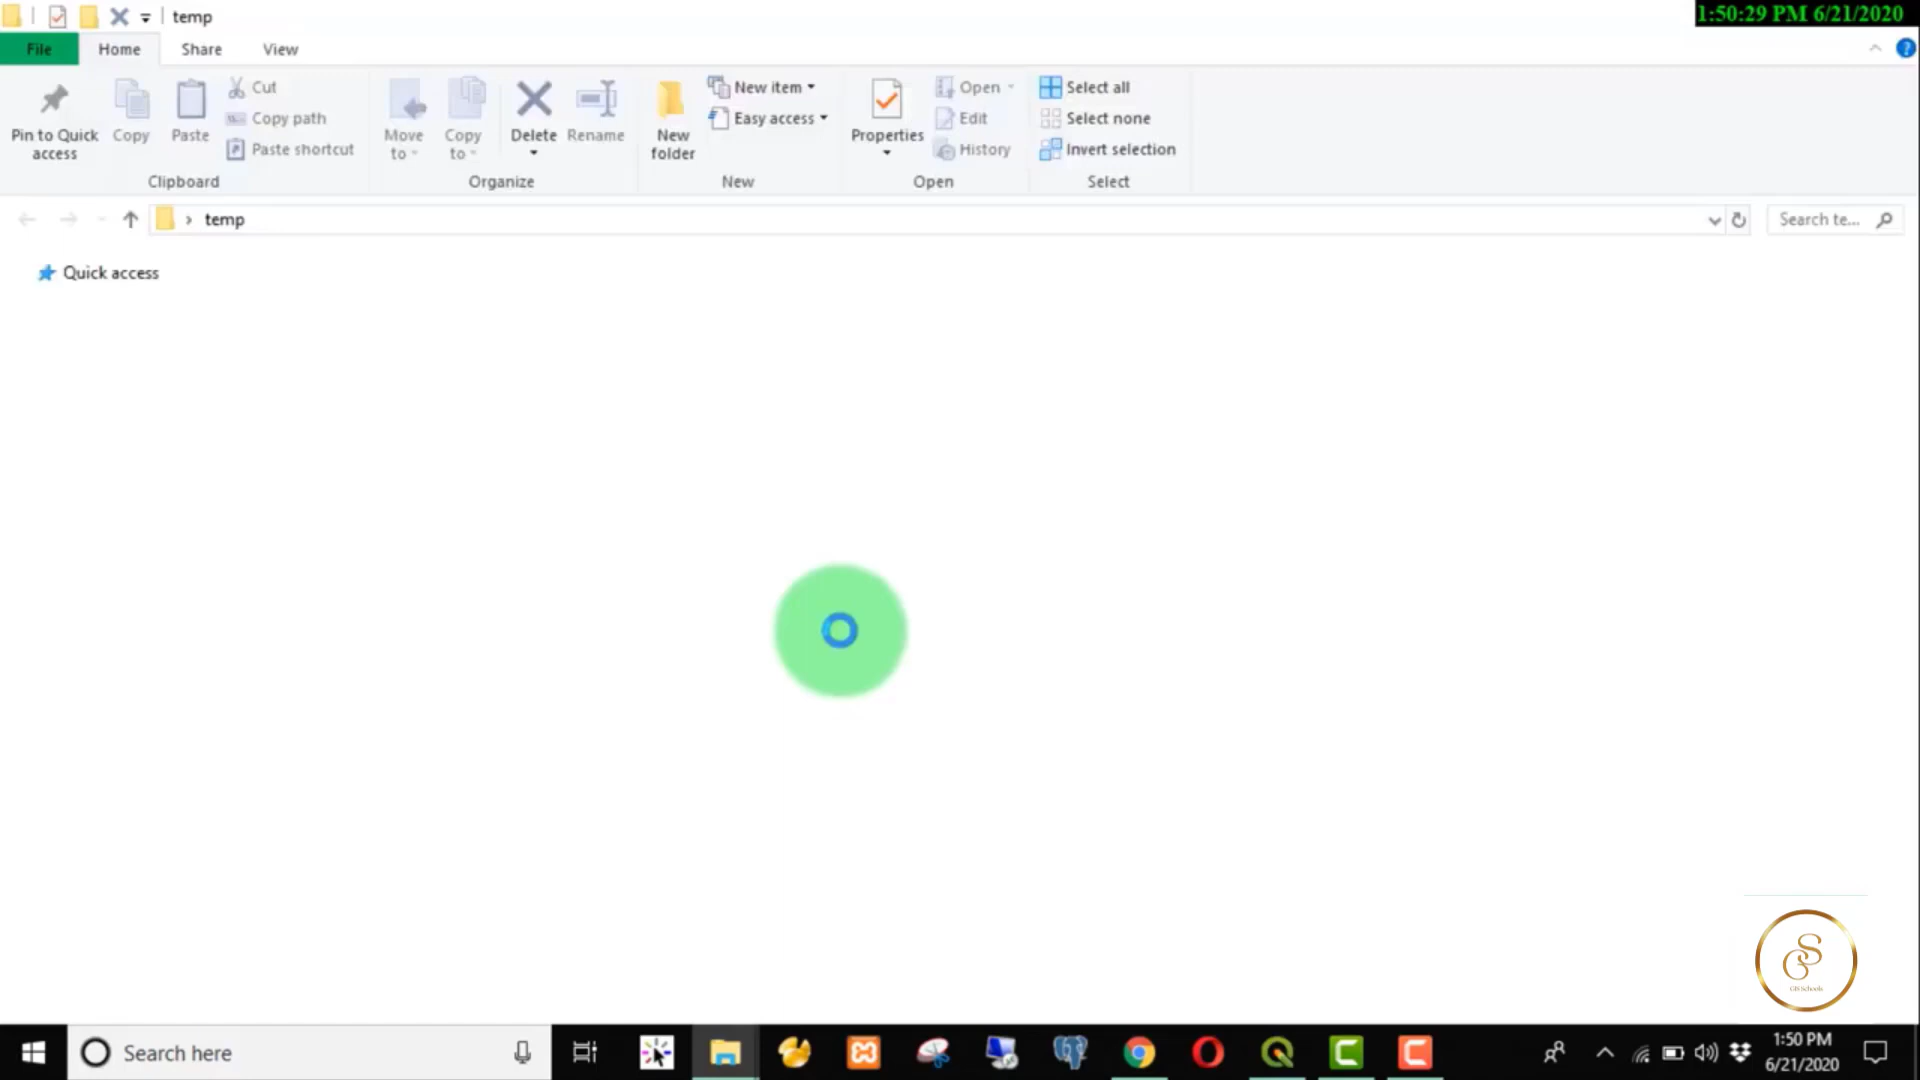 temp
1:50:29 PM 6/21/2020
File Home Share View
Pin to Quick access
Copy
Paste
Cut
Copy path
Paste shortcut
Clipboard
Move to
Copy to
Delete
Rename
Organize
New folder
New item
Easy access
New
Properties
Open
Edit
History
Open
Select all
Select none
Invert selection
Select
temp
Search te...
Quick access
GIS Schools
Search here
1:50 PM
6/21/2020